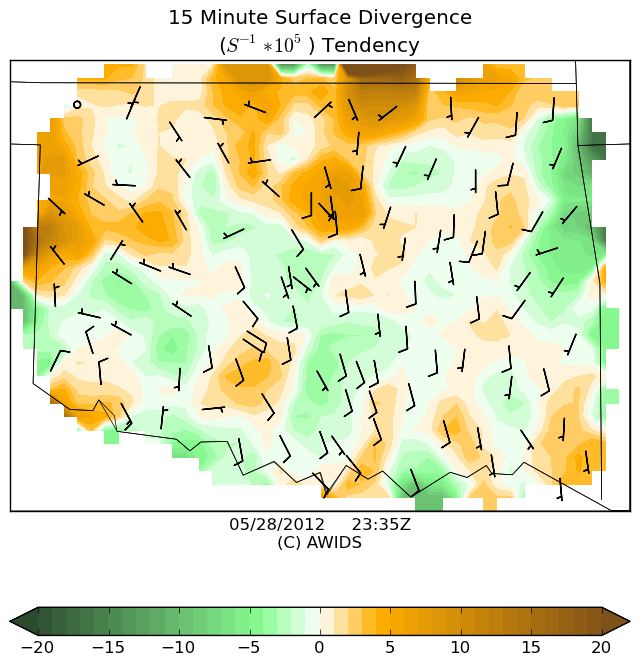 15 Minute Surface Divergence
(S⁻¹ *10⁵ ) Tendency
05/28/2012 23:35Z
(C) AWIDS
−20 −15 −10 −5 0 5 10 15 20